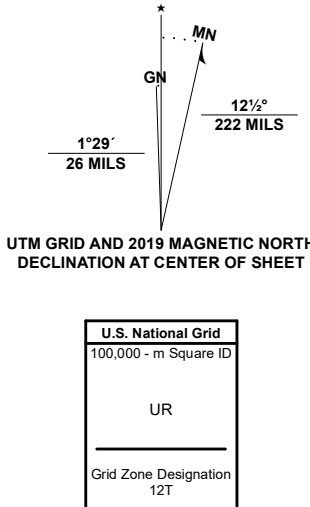 MN
GN
12½°
222 MILS
1°29´
26 MILS
UTM GRID AND 2019 MAGNETIC NORTH
DECLINATION AT CENTER OF SHEET
U.S. National Grid
100,000 - m Square ID
UR
Grid Zone Designation
12T